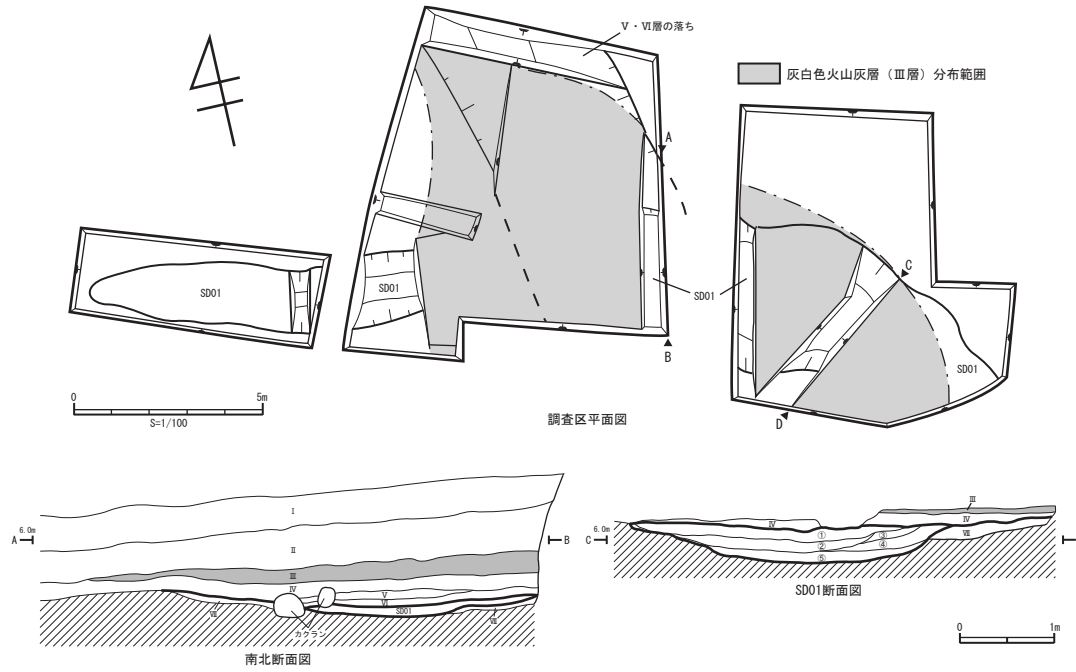 Ⅴ・Ⅵ層の落ち
灰白色火山灰層（Ⅲ層）分布範囲
A
C
SD01
SD01
SD01
SD01
B
D
0 5m
S=1/100
調査区平面図
6.0m
A
B
Ⅰ
Ⅱ
Ⅲ
Ⅳ
Ⅴ
Ⅵ
SD01
Ⅶ
Ⅶ
カクラン
南北断面図
6.0m
C
Ⅲ
Ⅳ
Ⅳ
Ⅶ
①
②
③
④
⑤
SD01断面図
0 1m